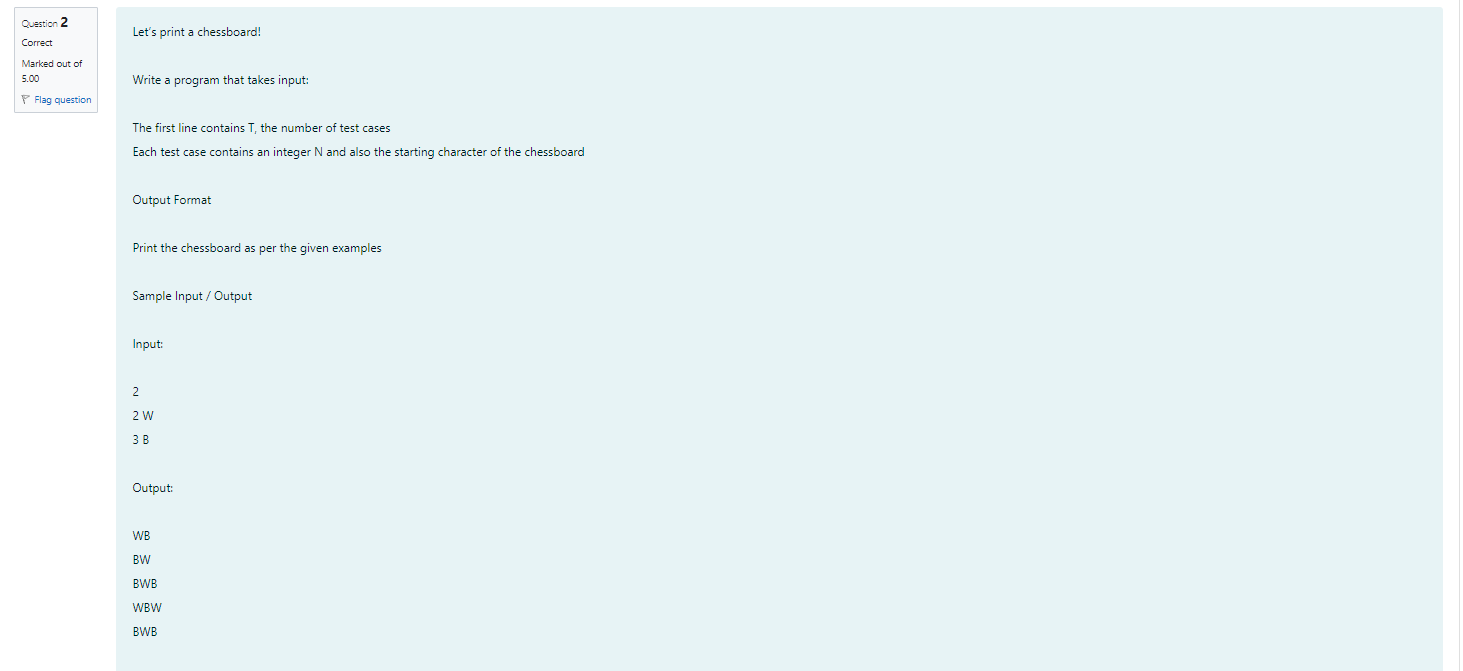 Question 2
Correct
Marked out of
5.00
Flag question
Let's print a chessboard!
Write a program that takes input:
The first line contains T, the number of test cases
Each test case contains an integer N and also the starting character of the chessboard
Output Format
Print the chessboard as per the given examples
Sample Input / Output
Input:
2
2 W
3 B
Output:
WB
BW
BWB
WBW
BWB